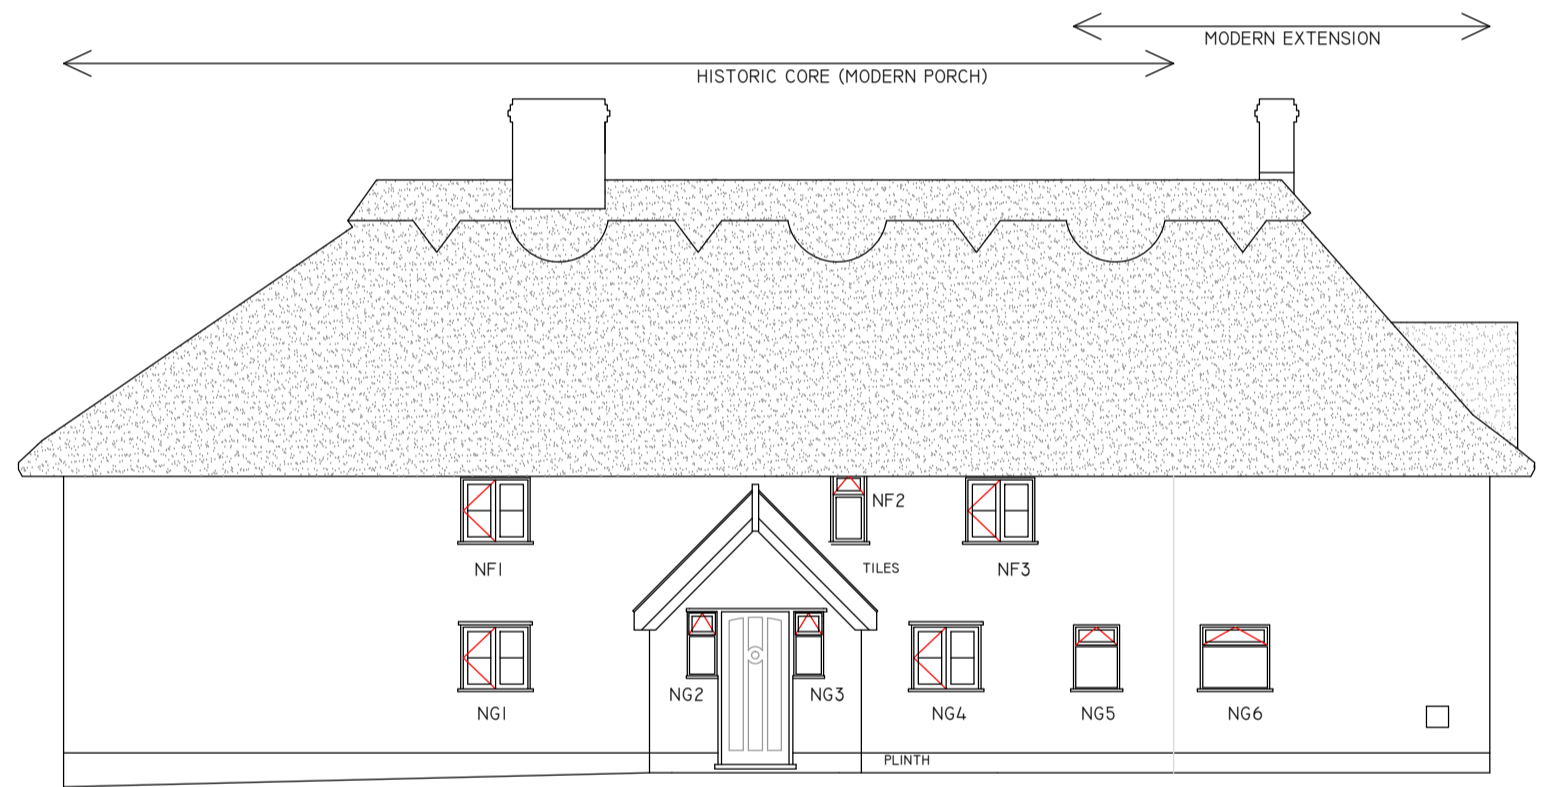 MODERN EXTENSION
HISTORIC CORE (MODERN PORCH)
NF2
NF1
TILES
NF3
NG2
NG3
NG1
NG4
NG5
NG6
PLINTH